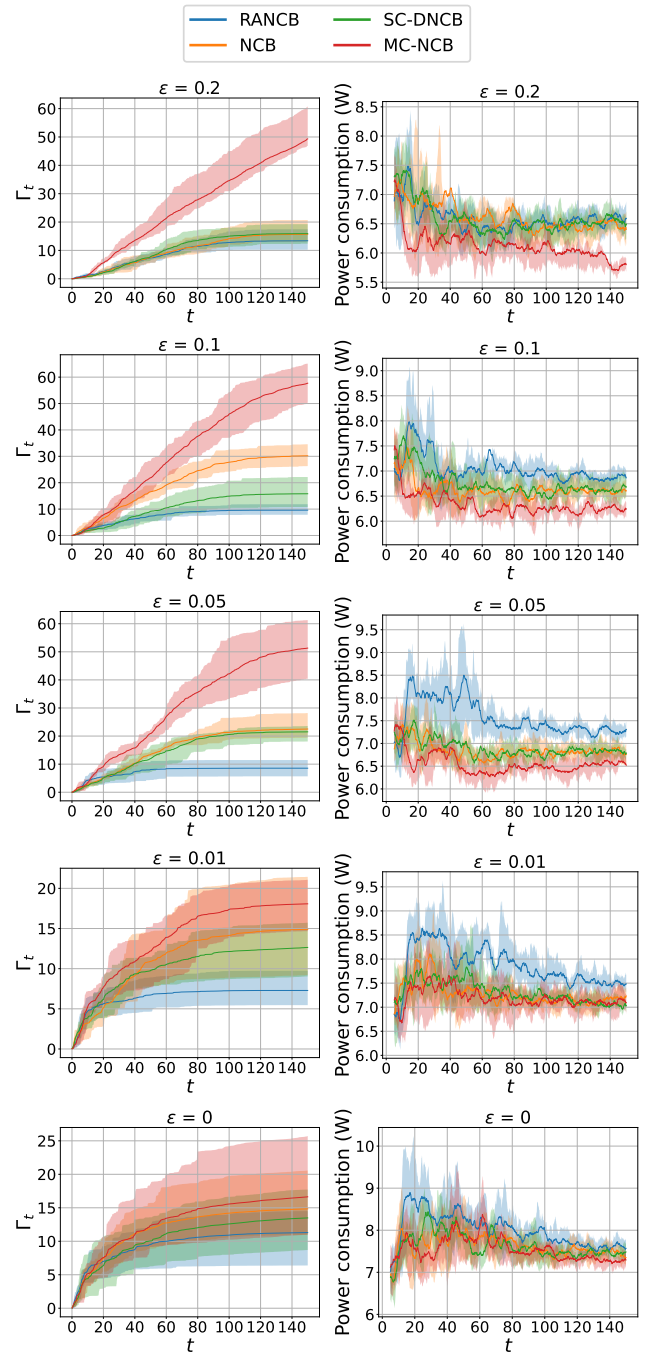 RANCB SC-DNCB
NCB MC-NCB
ε = 0.2
Γt
60
50
40
30
20
10
0
0 20 40 60 80 100 120 140
t
ε = 0.2
Power consumption (W)
8.5
8.0
7.5
7.0
6.5
6.0
5.5
0 20 40 60 80 100 120 140
t
ε = 0.1
Γt
60
50
40
30
20
10
0
0 20 40 60 80 100 120 140
t
ε = 0.1
Power consumption (W)
9.0
8.5
8.0
7.5
7.0
6.5
6.0
0 20 40 60 80 100 120 140
t
ε = 0.05
Γt
60
50
40
30
20
10
0
0 20 40 60 80 100 120 140
t
ε = 0.05
Power consumption (W)
9.5
9.0
8.5
8.0
7.5
7.0
6.5
6.0
0 20 40 60 80 100 120 140
t
ε = 0.01
Γt
20
15
10
5
0
0 20 40 60 80 100 120 140
t
ε = 0.01
Power consumption (W)
9.5
9.0
8.5
8.0
7.5
7.0
6.5
6.0
0 20 40 60 80 100 120 140
t
ε = 0
Γt
25
20
15
10
5
0
0 20 40 60 80 100 120 140
t
ε = 0
Power consumption (W)
10
9
8
7
6
0 20 40 60 80 100 120 140
t